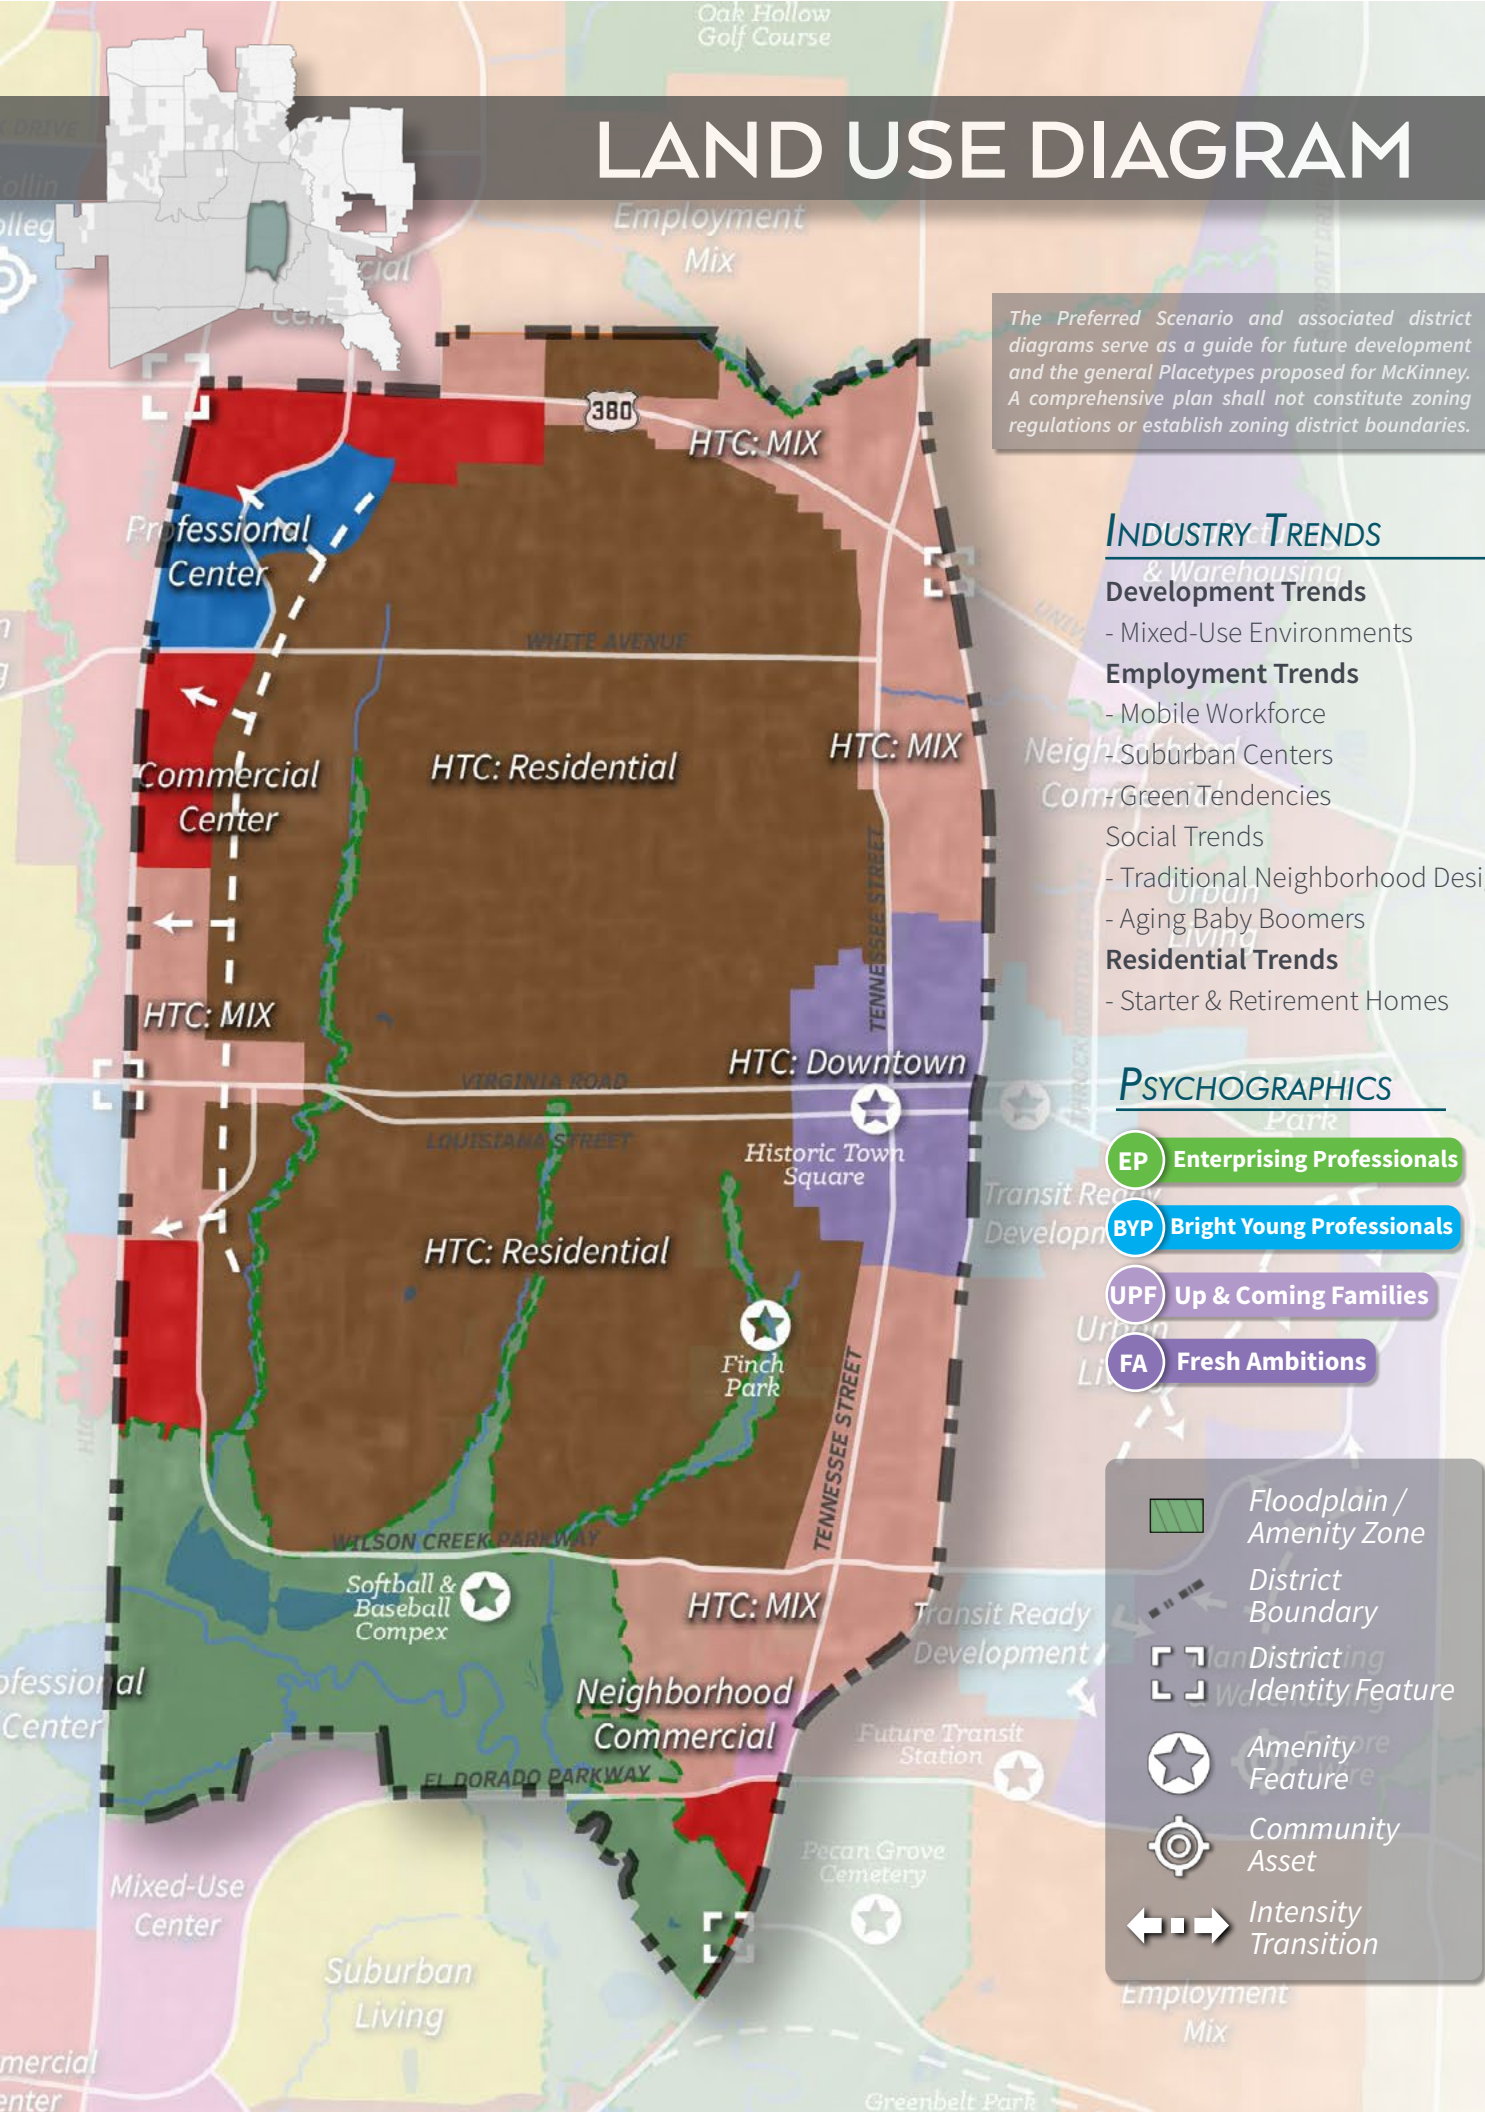 Oak Hollow
Golf Course
DRIVE
LAND USE DIAGRAM
Employment
Mix
The Preferred Scenario and associated district
diagrams serve as a guide for future development
and the general Placetypes proposed for McKinney.
A comprehensive plan shall not constitute zoning
regulations or establish zoning district boundaries.
380
HTC: MIX
Professional
Center
WHITE AVENUE
HTC: MIX
HTC: Residential
Commercial
Center
TENNESSEE STREET
HTC: MIX
HTC: Downtown
VIRGINIA ROAD
LOUISIANA STREET
Historic Town
Square
HTC: Residential
Finch
Park
TENNESSEE STREET
WILSON CREEK PARKWAY
Softball &
Baseball
Compex
HTC: MIX
Neighborhood
Commercial
EL DORADO PARKWAY
INDUSTRY TRENDS
& Warehousing
Development Trends
- Mixed-Use Environments
Employment Trends
- Mobile Workforce
- Suburban Centers
- Green Tendencies
Social Trends
- Traditional Neighborhood Desi
- Aging Baby Boomers
Residential Trends
- Starter & Retirement Homes
Urban
Living
PSYCHOGRAPHICS
Park
EP Enterprising Professionals
BYP Bright Young Professionals
UPF Up & Coming Families
FA Fresh Ambitions
Transit Ready
Urban
Transit Ready
Development
Future Transit
Station
Pecan Grove
Cemetery
Floodplain /
Amenity Zone
District
Boundary
District
Identity Feature
Amenity
Feature
Community
Asset
Intensity
Transition
Center
Mixed-Use
Center
Suburban
Living
Employment
Mix
Greenbelt Park